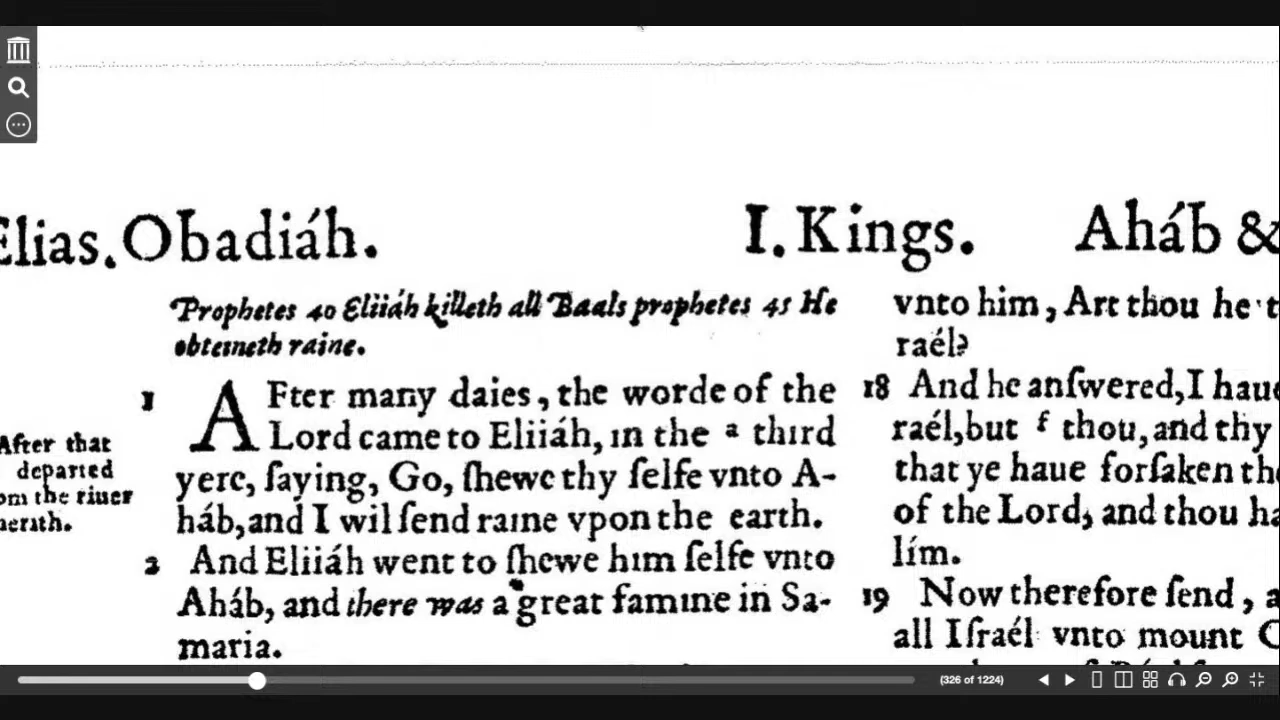 Elias. Obadiáh.
I. Kings.
Aháb &
Prophetes 40 Eliiáh killeth all Baals prophetes 45 He
obteineth raine.
1 AFter many daies, the worde of the
Lord came to Eliiáh, in the a third
yere, ſaying, Go, ſhewe thy ſelfe vnto A-
háb, and I wil ſend raine vpon the earth.
2 And Eliiáh went to ſhewe him ſelfe vnto
Aháb, and there was a great famine in Sa-
maria.
After that
departed
om the riuer
herith.
vnto him, Art thou he t
raél?
18 And he anſwered, I haue
raél, but f thou, and thy
that ye haue forſaken the
of the Lord, and thou ha
lím.
19 Now therefore ſend, a
all Iſraél vnto mount C
(326 of 1224)